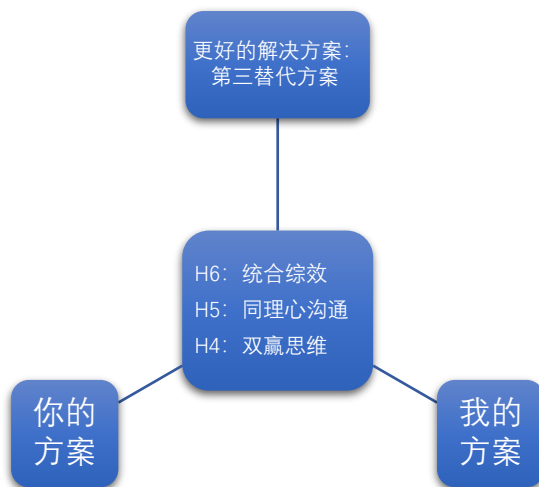 更好的解决方案:
第三替代方案
H6: 统合综效
H5: 同理心沟通
H4: 双赢思维
你的
方案
我的
方案